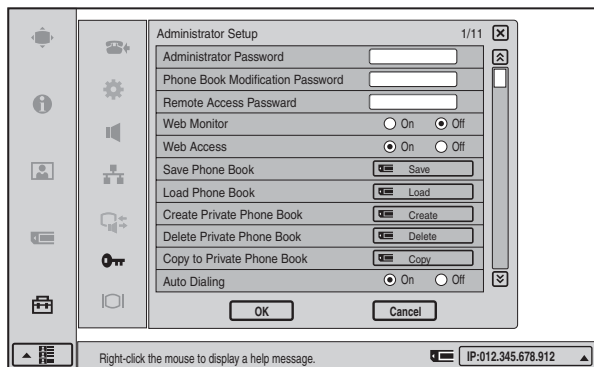 Administrator Setup 1/11
Administrator Password
Phone Book Modification Password
Remote Access Passward
Web Monitor On Off
Web Access On Off
Save Phone Book Save
Load Phone Book Load
Create Private Phone Book Create
Delete Private Phone Book Delete
Copy to Private Phone Book Copy
Auto Dialing On Off
OK Cancel
Right-click the mouse to display a help message. IP:012.345.678.912